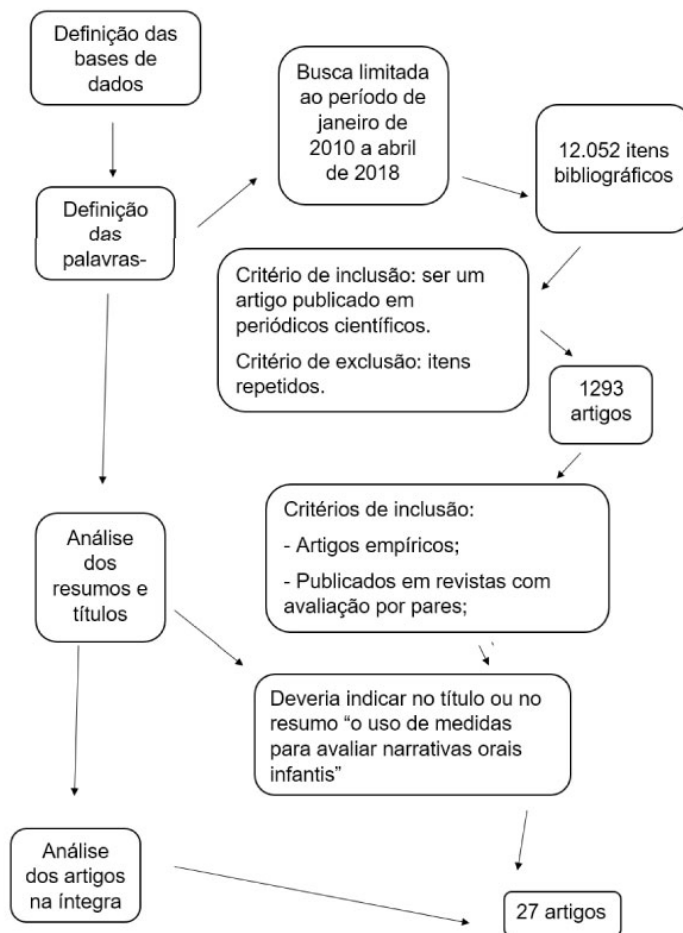 Definição das
bases de
dados
Busca limitada
ao período de
janeiro de
2010 a abril
de 2018
12.052 itens
bibliográficos
Definição
das
palavras-
Critério de inclusão: ser um
artigo publicado em
periódicos científicos.
Critério de exclusão: itens
repetidos.
1293
artigos
Critérios de inclusão:
- Artigos empíricos;
- Publicados em revistas com
avaliação por pares;
Análise
dos
resumos e
títulos
Deveria indicar no título ou no
resumo “o uso de medidas
para avaliar narrativas orais
infantis”
Análise
dos artigos
na íntegra
27 artigos